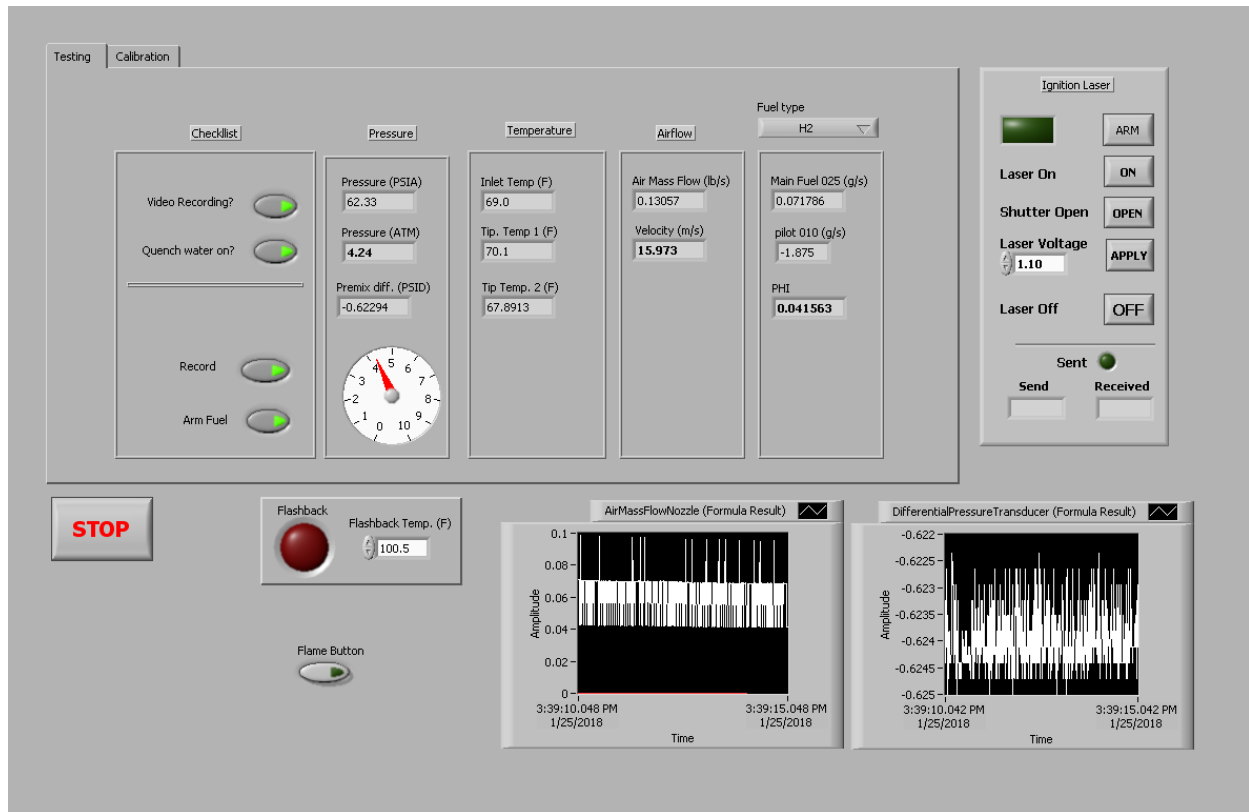 Testing
Calibration
Checkllist
Video Recording?
Quench water on?
Record
Arm Fuel
Pressure
Pressure (PSIA)
62.33
Pressure (ATM)
4.24
Premix diff. (PSID)
-0.62294
0
1
2
3
4
5
6
7
8
9
10
Temperature
Inlet Temp (F)
69.0
Tip. Temp 1 (F)
70.1
Tip Temp. 2 (F)
67.8913
Airflow
Air Mass Flow (lb/s)
0.13057
Velocity (m/s)
15.973
Fuel type
H2
Main Fuel 025 (g/s)
0.071786
pilot 010 (g/s)
-1.875
PHI
0.041563
Ignition Laser
ARM
Laser On
ON
Shutter Open
OPEN
Laser Voltage
1.10
APPLY
Laser Off
OFF
Sent
Send
Received
STOP
Flashback
Flashback Temp. (F)
100.5
Flame Button
AirMassFlowNozzle (Formula Result)
Amplitude
0.1
0.08
0.06
0.04
0.02
0
3:39:10.048 PM
1/25/2018
3:39:15.048 PM
1/25/2018
Time
DifferentialPressureTransducer (Formula Result)
Amplitude
-0.622
-0.6225
-0.623
-0.6235
-0.624
-0.6245
-0.625
3:39:10.042 PM
1/25/2018
3:39:15.042 PM
1/25/2018
Time